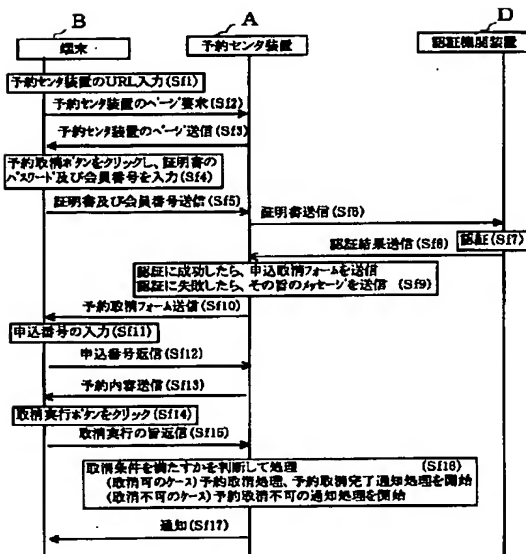 B
A
D
端末
予約センタ装置
認証機関装置
予約センタ装置のURL入力(Sf1)
予約センタ装置のページ要求(Sf2)
予約センタ装置のページ送信(Sf3)
予約取消ボタンをクリックし、証明書の
パスワード及び会員番号を入力(Sf4)
証明書及び会員番号送信(Sf5)
証明書送信(Sf6)
認証(Sf7)
認証結果送信(Sf8)
認証に成功したら、申込取消フォームを送信
認証に失敗したら、その旨のメッセージを送信 (Sf9)
予約取消フォーム送信(Sf10)
申込番号の入力(Sf11)
申込番号返信(Sf12)
予約内容送信(Sf13)
取消実行ボタンをクリック(Sf14)
取消実行の旨返信(Sf15)
取消条件を満たすかを判断して処理 (Sf16)
(取消可のケース)予約取消処理、予約取消完了通知処理を開始
(取消不可のケース)予約取消不可の通知処理を開始
通知(Sf17)